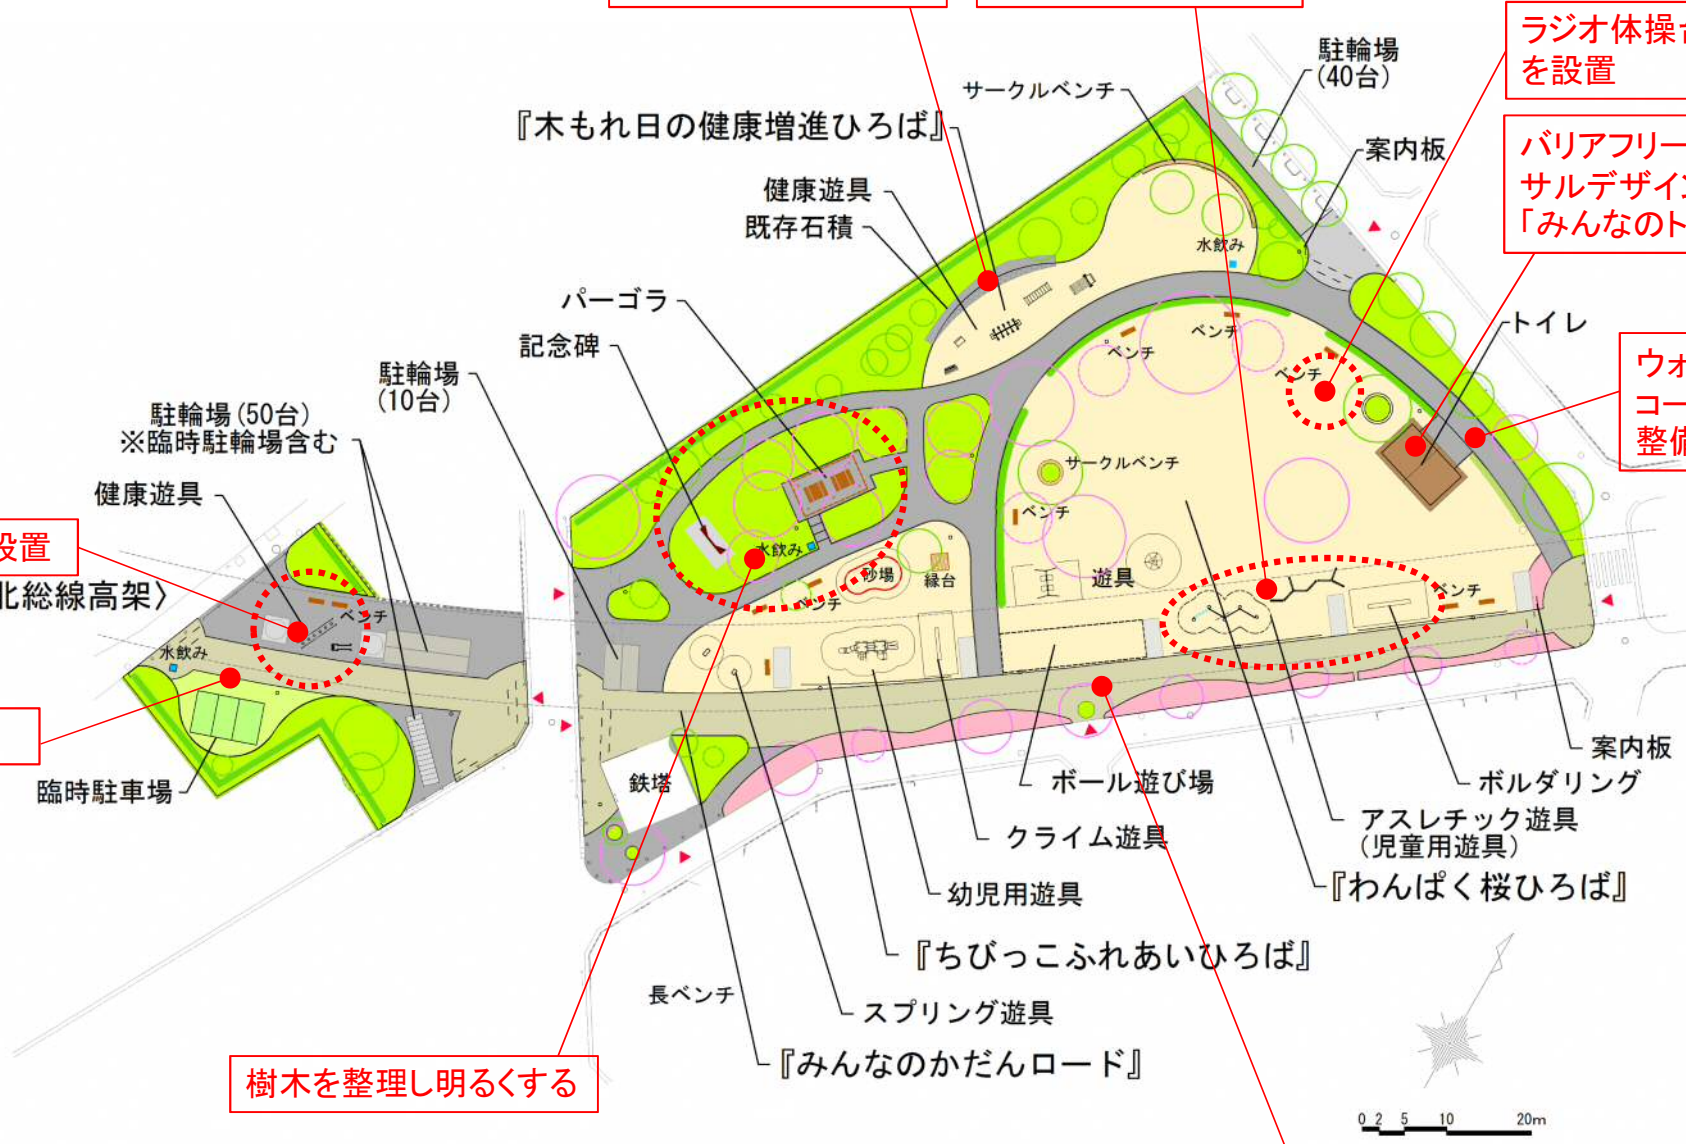 ラジオ体操台
を設置
駐輪場
(40台)
サークルベンチ
『木もれ日の健康増進ひろば』
案内板
バリアフリー
サルデザイン
「みんなのト
健康遊具
既存石積
水飲み
パーゴラ
記念碑
トイレ
ベンチ
ベンチ
ベンチ
ウォ
コー
整備
駐輪場
(10台)
駐輪場(50台)
※臨時駐輪場含む
サークルベンチ
健康遊具
ベンチ
設置
水飲み
砂場
縁台
遊具
北総線高架〉
ベンチ
ベンチ
ベンチ
水飲み
臨時駐車場
鉄塔
ボール遊び場
案内板
ボルダリング
アスレチック遊具
(児童用遊具)
クライム遊具
『わんぱく桜ひろば』
幼児用遊具
『ちびっこふれあいひろば』
長ベンチ
スプリング遊具
『みんなのかだんロード』
樹木を整理し明るくする
0 2 5 10 20m